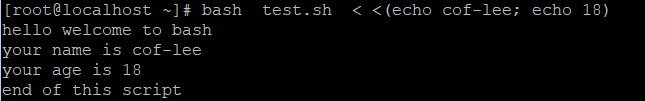 [root@localhost ~]# bash  test.sh  < <(echo cof-lee; echo 18)
hello welcome to bash
your name is cof-lee
your age is 18
end of this script